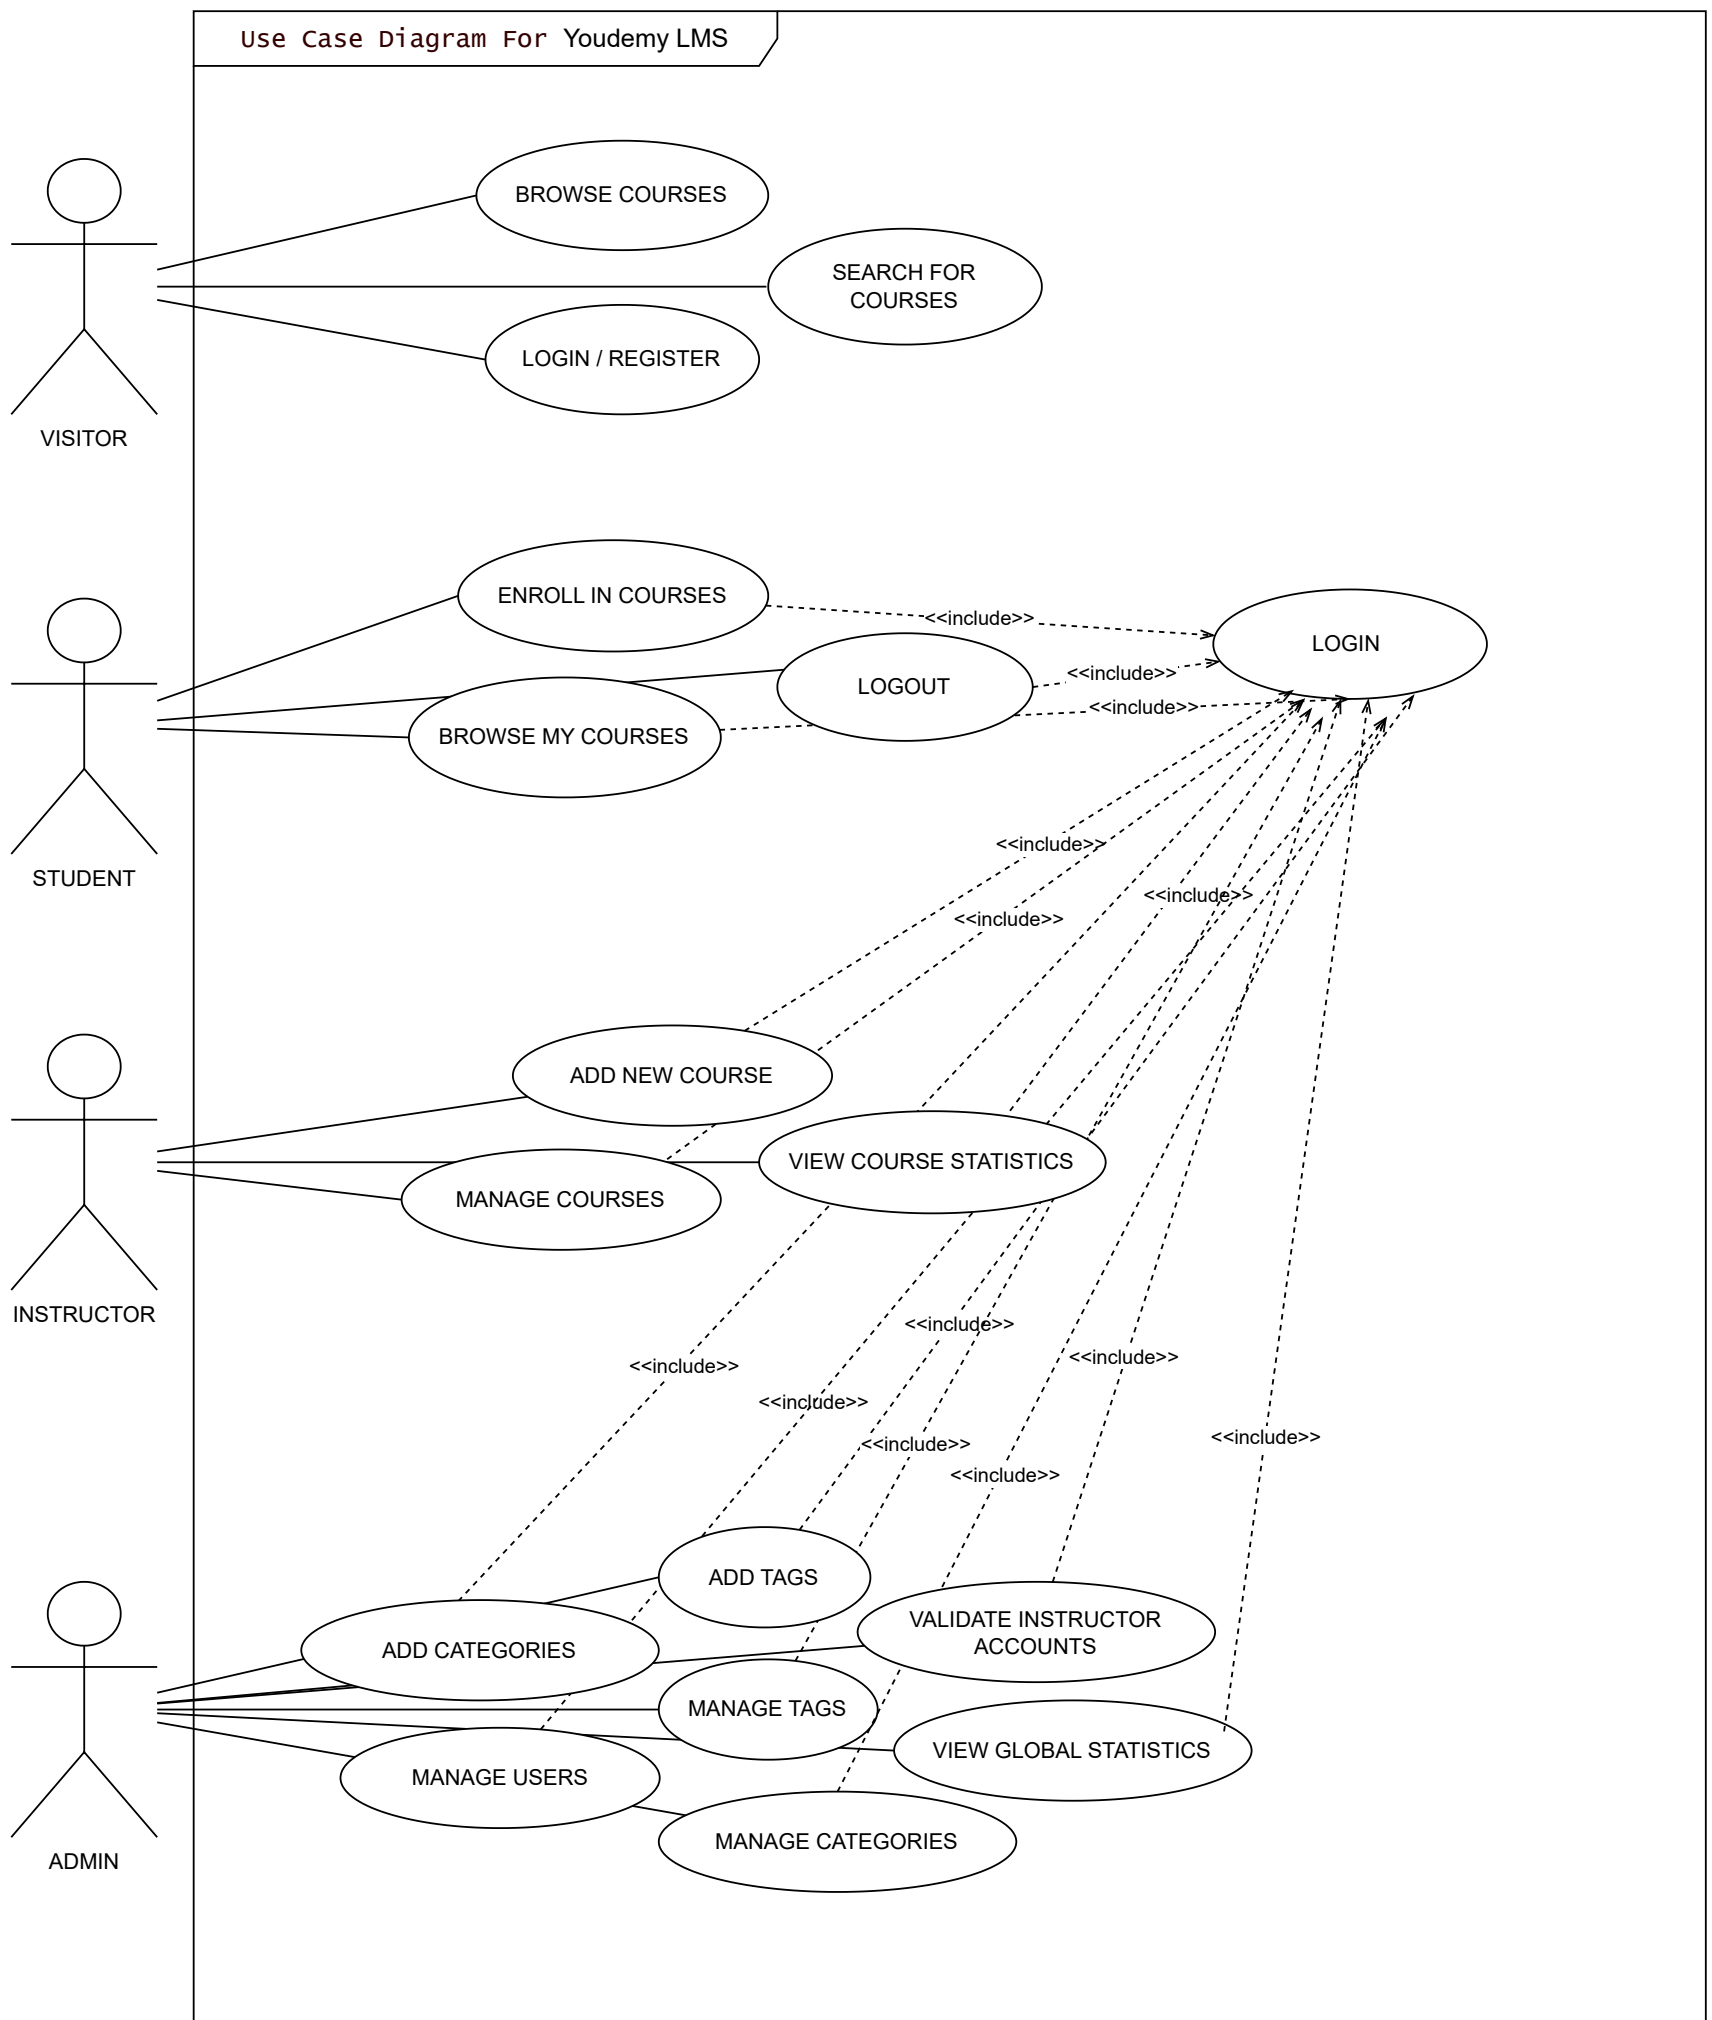 Use Case Diagram For Youdemy LMS
BROWSE COURSES
SEARCH FOR
COURSES
LOGIN / REGISTER
VISITOR
ENROLL IN COURSES
<<include>>
LOGIN
<<include>>
LOGOUT
<<include>>
BROWSE MY COURSES
STUDENT
<<include>>
<<include>>
<<include>>
ADD NEW COURSE
VIEW COURSE STATISTICS
MANAGE COURSES
INSTRUCTOR
<<include>>
<<include>>
<<include>>
<<include>>
<<include>>
<<include>>
<<include>>
ADD TAGS
VALIDATE INSTRUCTOR
ACCOUNTS
ADD CATEGORIES
MANAGE TAGS
VIEW GLOBAL STATISTICS
MANAGE USERS
MANAGE CATEGORIES
ADMIN